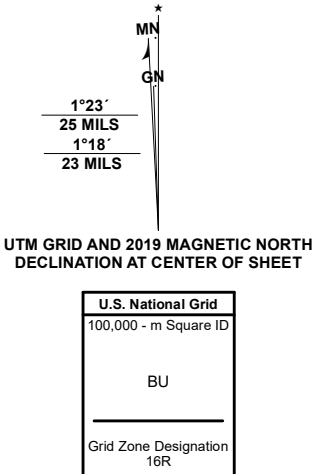 MN
GN
1°23´
25 MILS
1°18´
23 MILS
UTM GRID AND 2019 MAGNETIC NORTH
DECLINATION AT CENTER OF SHEET
U.S. National Grid
100,000 - m Square ID
BU
Grid Zone Designation
16R